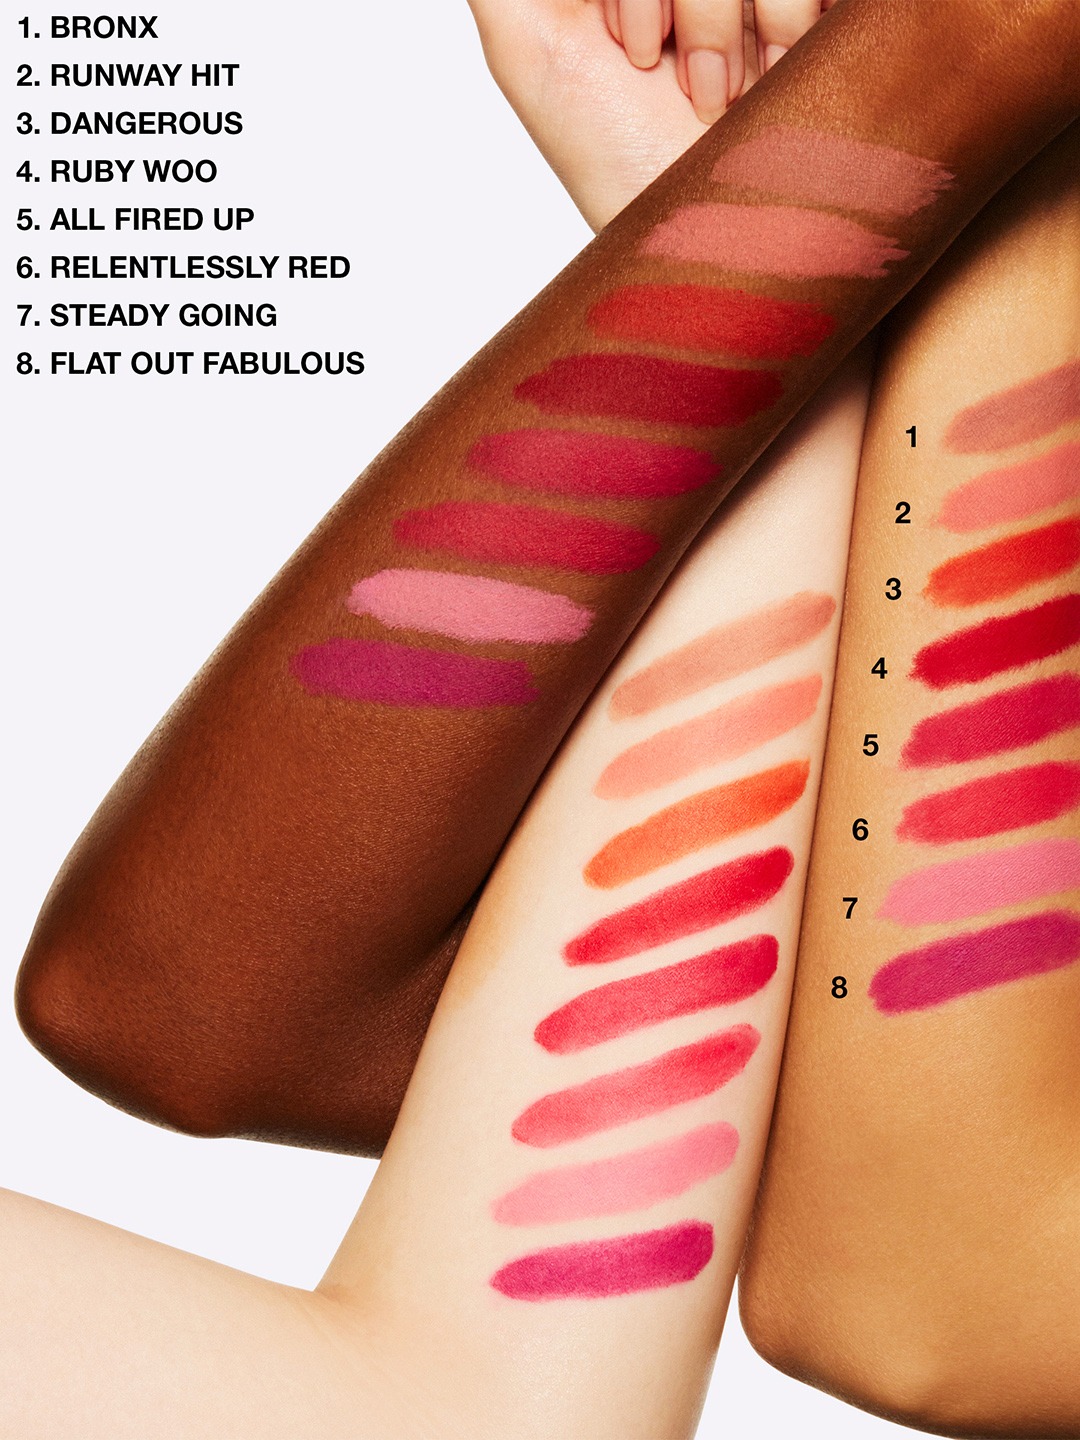 1. BRONX
2. RUNWAY HIT
3. DANGEROUS
4. RUBY WOO
5. ALL FIRED UP
6. RELENTLESSLY RED
7. STEADY GOING
8. FLAT OUT FABULOUS
1
2
3
4
5
6
7
8